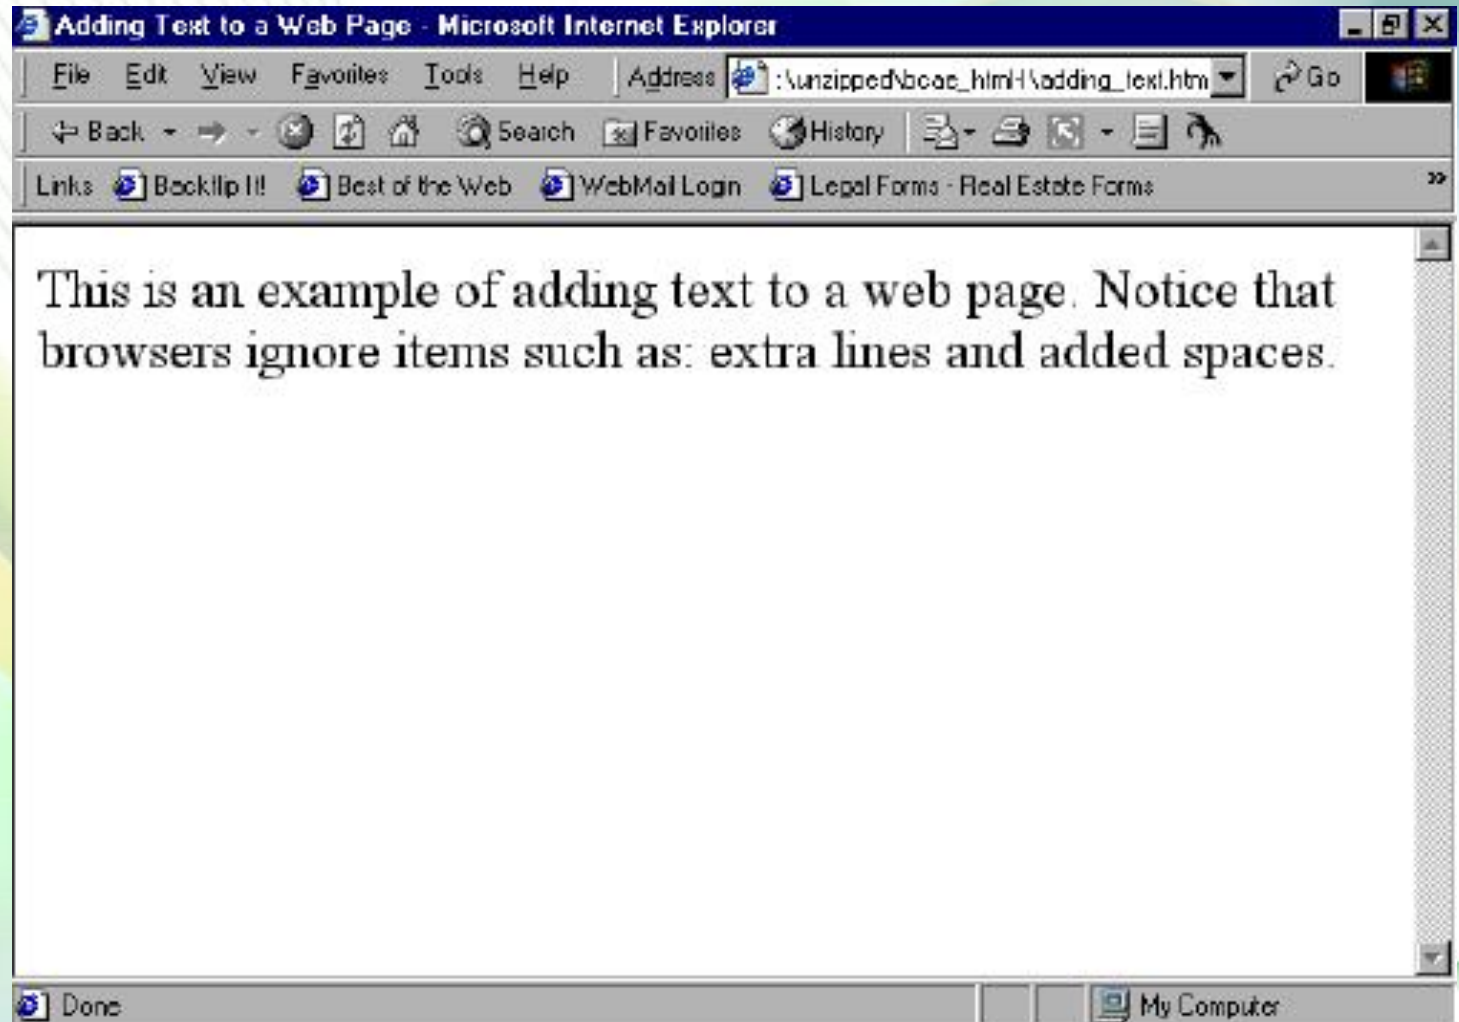 Adding Text to a Web Page - Microsoft Internet Explorer
File Edit View Favorites Tools Help Address :\unzipped\bcae_html-I\adding_text.htm Go
Back Search Favorites History
Links Backflip It! Best of the Web WebMail Login Legal Forms - Real Estate Forms »
This is an example of adding text to a web page. Notice that
browsers ignore items such as: extra lines and added spaces.
Done My Computer